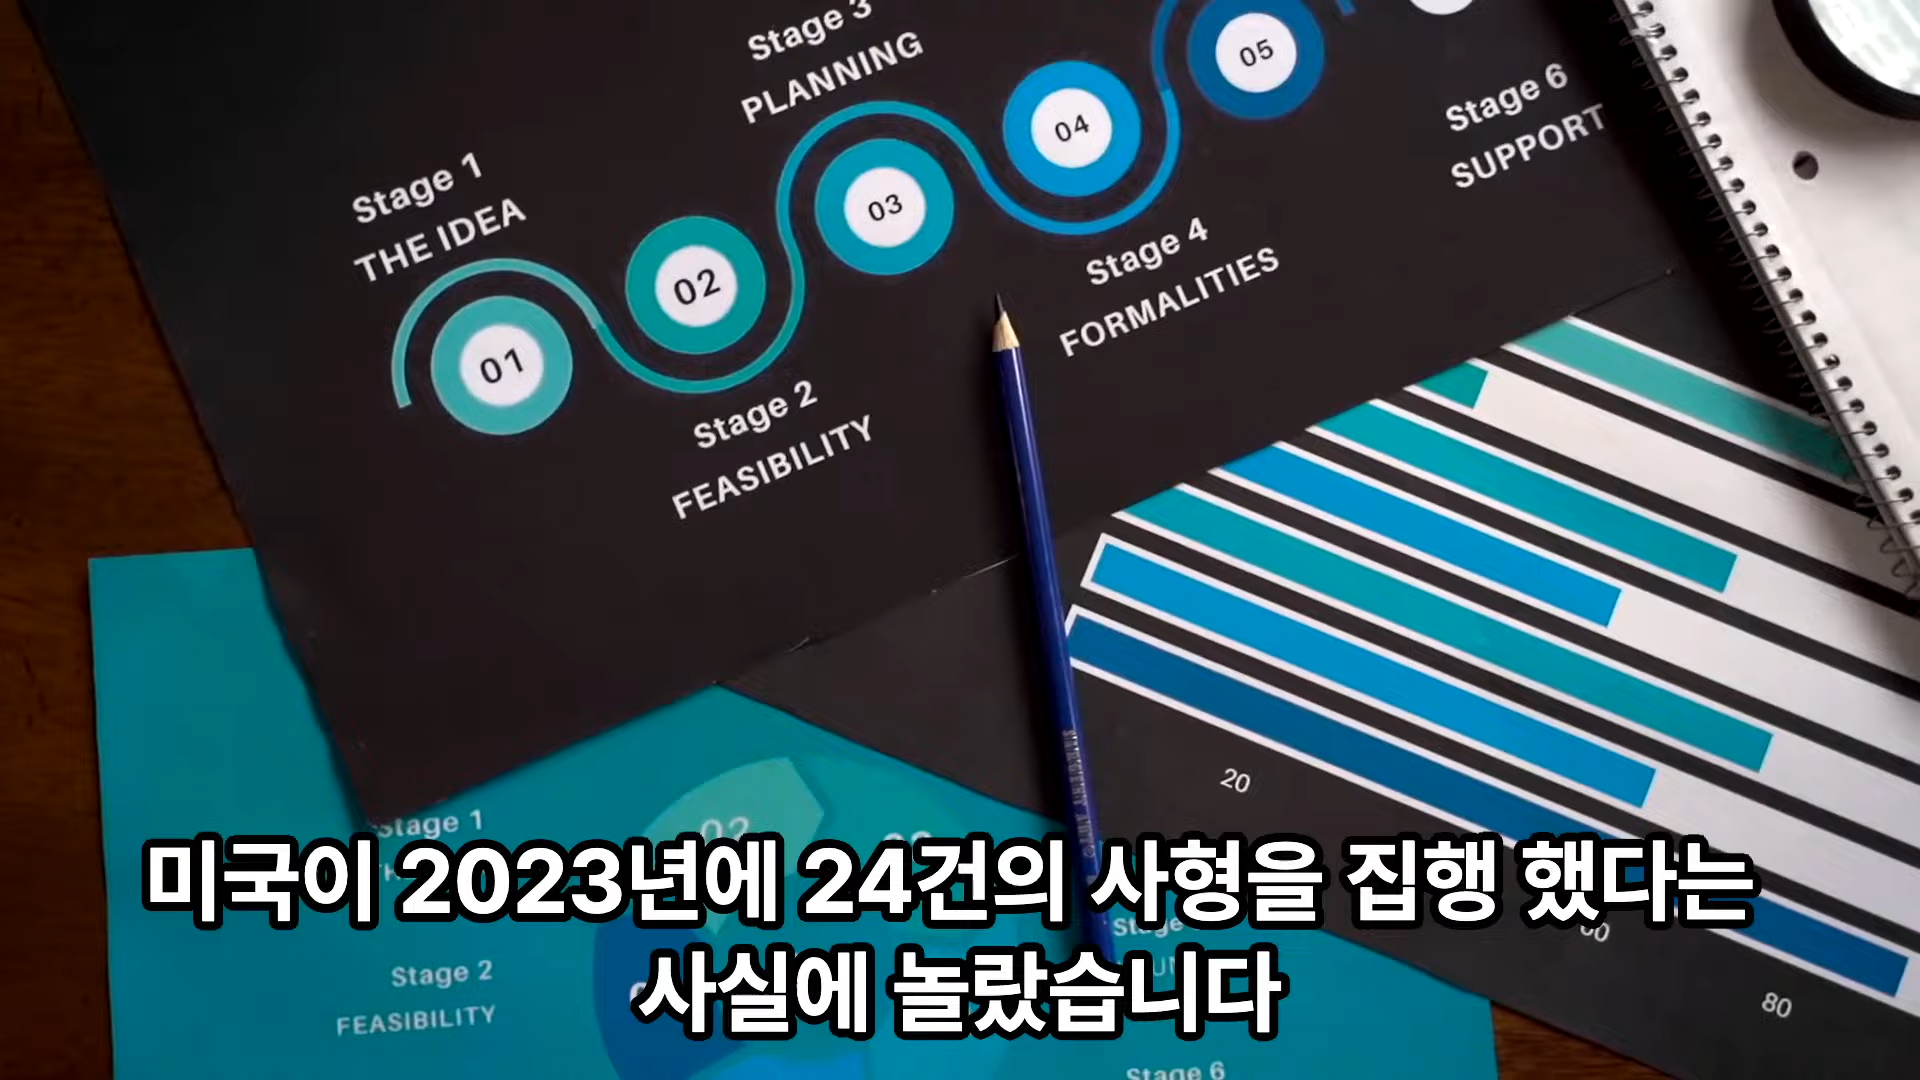 Stage 3
PLANNING
05
04
Stage 6
SUPPORT
Stage 1
THE IDEA
03
02
01
Stage 4
FORMALITIES
Stage 2
FEASIBILITY
20
Stage 1
02
미국이 2023년에 24건의 사형을 집행 했다는
사실에 놀랐습니다
Stage 2
FEASIBILITY
80
Stage 6